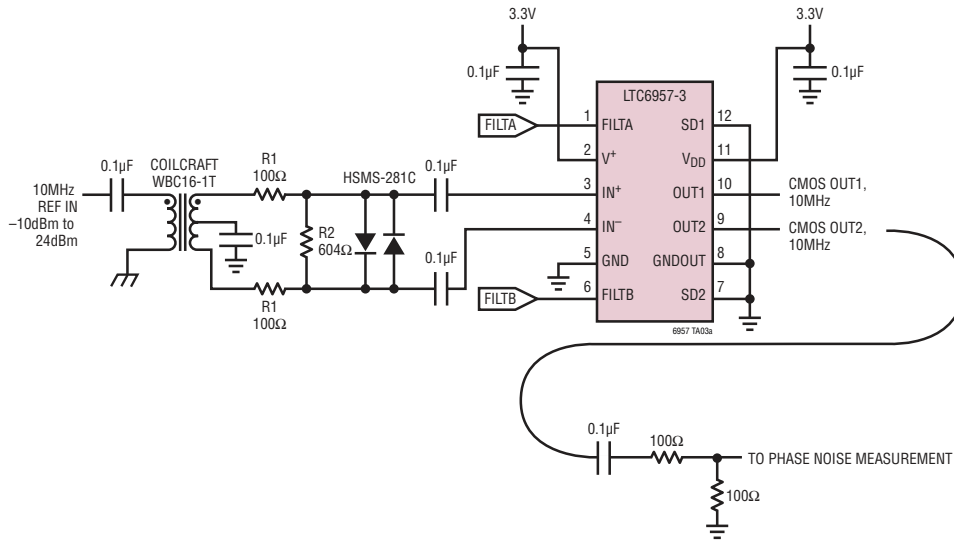 3.3V
3.3V
0.1µF
0.1µF
LTC6957-3
FILTA
1
FILTA
SD1
12
2
V+
VDD
11
0.1µF
COILCRAFT
WBC16-1T
R1
100Ω
HSMS-281C
0.1µF
10MHz
REF IN
–10dBm to
24dBm
3
IN+
OUT1
10
CMOS OUT1,
10MHz
4
IN–
OUT2
9
CMOS OUT2,
10MHz
0.1µF
R2
604Ω
0.1µF
5
GND
GNDOUT
8
R1
100Ω
FILTB
6
FILTB
SD2
7
6957 TA03a
0.1µF
100Ω
TO PHASE NOISE MEASUREMENT
100Ω